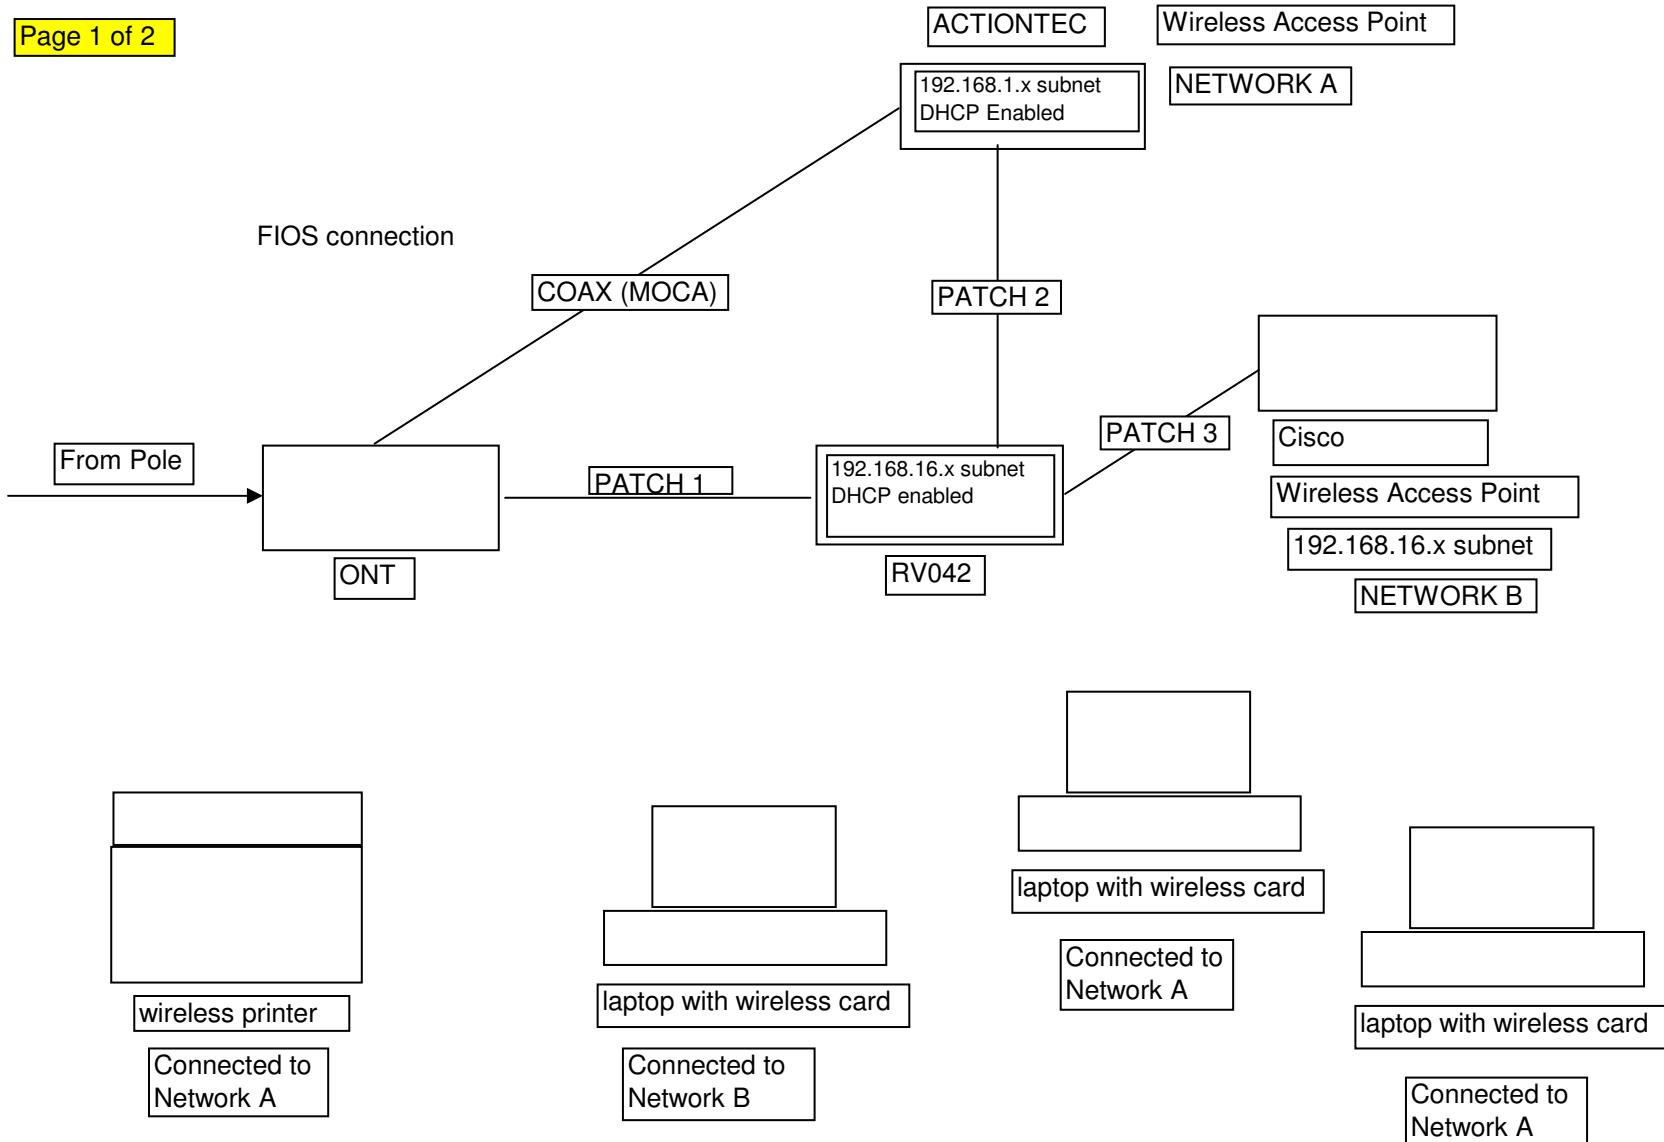 Page 1 of 2
ACTIONTEC
Wireless Access Point
192.168.1.x subnet
DHCP Enabled
NETWORK A
FIOS connection
COAX (MOCA)
PATCH 2
From Pole
PATCH 1
192.168.16.x subnet
DHCP enabled
PATCH 3
Cisco
Wireless Access Point
192.168.16.x subnet
NETWORK B
ONT
RV042
wireless printer
Connected to
Network A
laptop with wireless card
Connected to
Network B
laptop with wireless card
Connected to
Network A
laptop with wireless card
Connected to
Network A